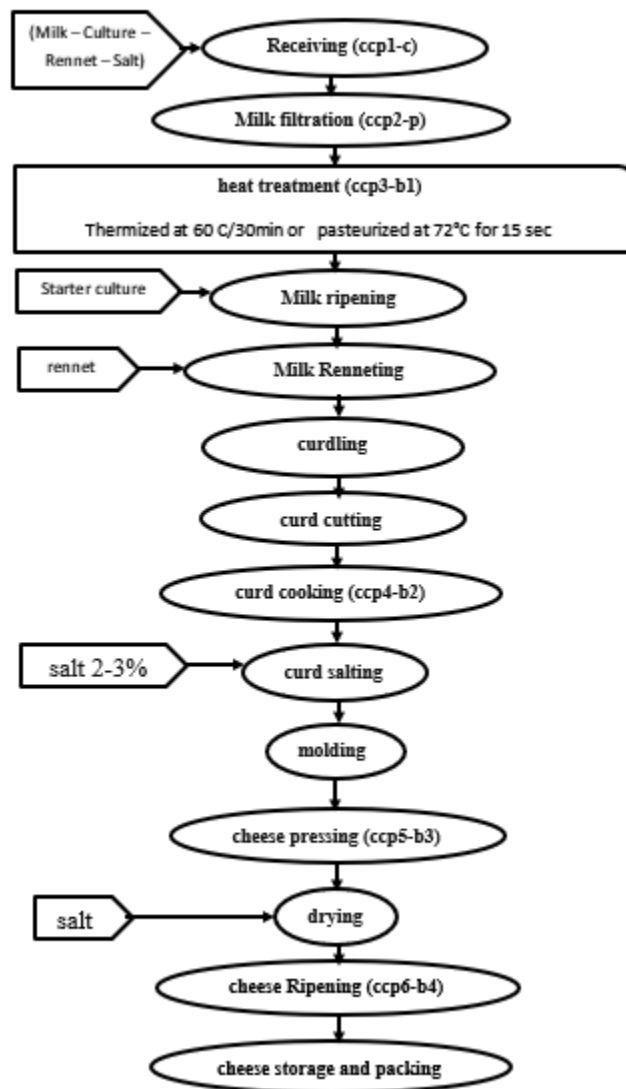 (Milk – Culture –
Rennet – Salt)
Receiving (ccp1-c)
Milk filtration (ccp2-p)
heat treatment (ccp3-b1)
Thermized at 60 C/30min or pasteurized at 72°C for 15 sec
Starter culture
Milk ripening
rennet
Milk Renneting
curdling
curd cutting
curd cooking (ccp4-b2)
salt 2-3%
curd salting
molding
cheese pressing (ccp5-b3)
salt
drying
cheese Ripening (ccp6-b4)
cheese storage and packing